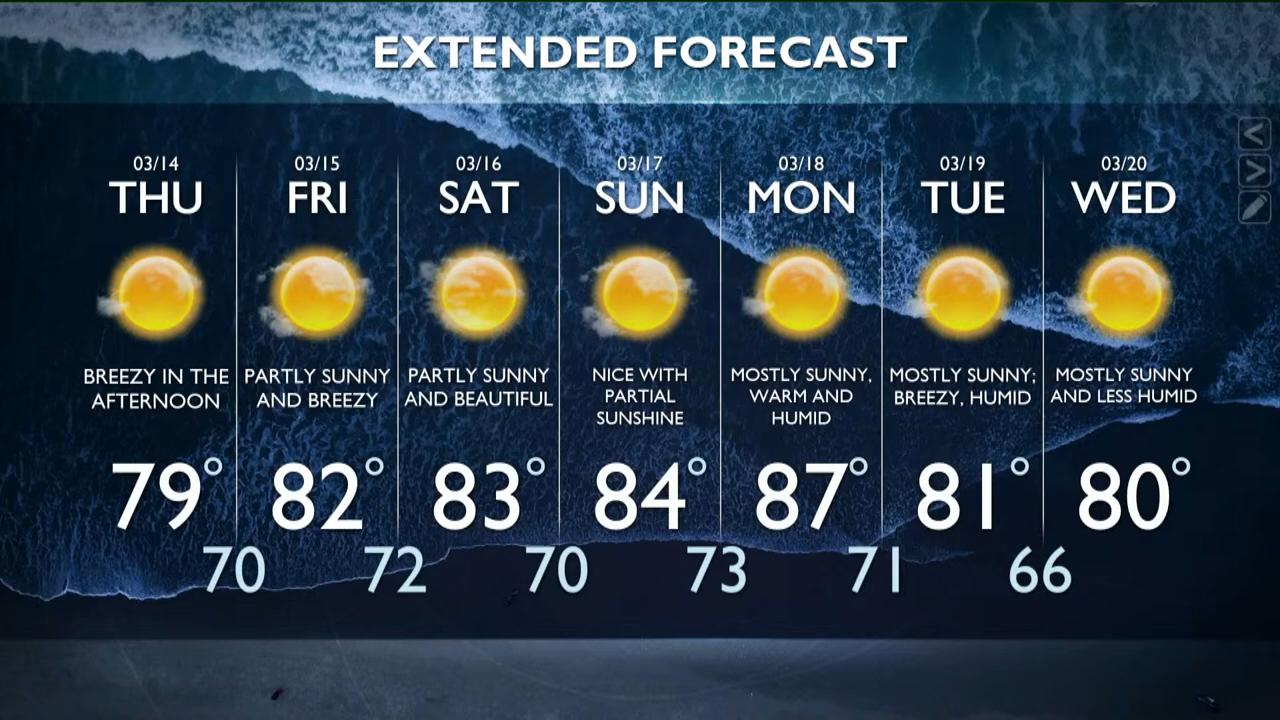 EXTENDED FORECAST
03/14
THU
BREEZY IN THE
AFTERNOON
79°
03/15
FRI
PARTLY SUNNY
AND BREEZY
82°
03/16
SAT
PARTLY SUNNY
AND BEAUTIFUL
83°
03/17
SUN
NICE WITH
PARTIAL
SUNSHINE
84°
03/18
MON
MOSTLY SUNNY,
WARM AND
HUMID
87°
03/19
TUE
MOSTLY SUNNY;
BREEZY, HUMID
81°
03/20
WED
MOSTLY SUNNY
AND LESS HUMID
80°
70 72 70 73 71 66